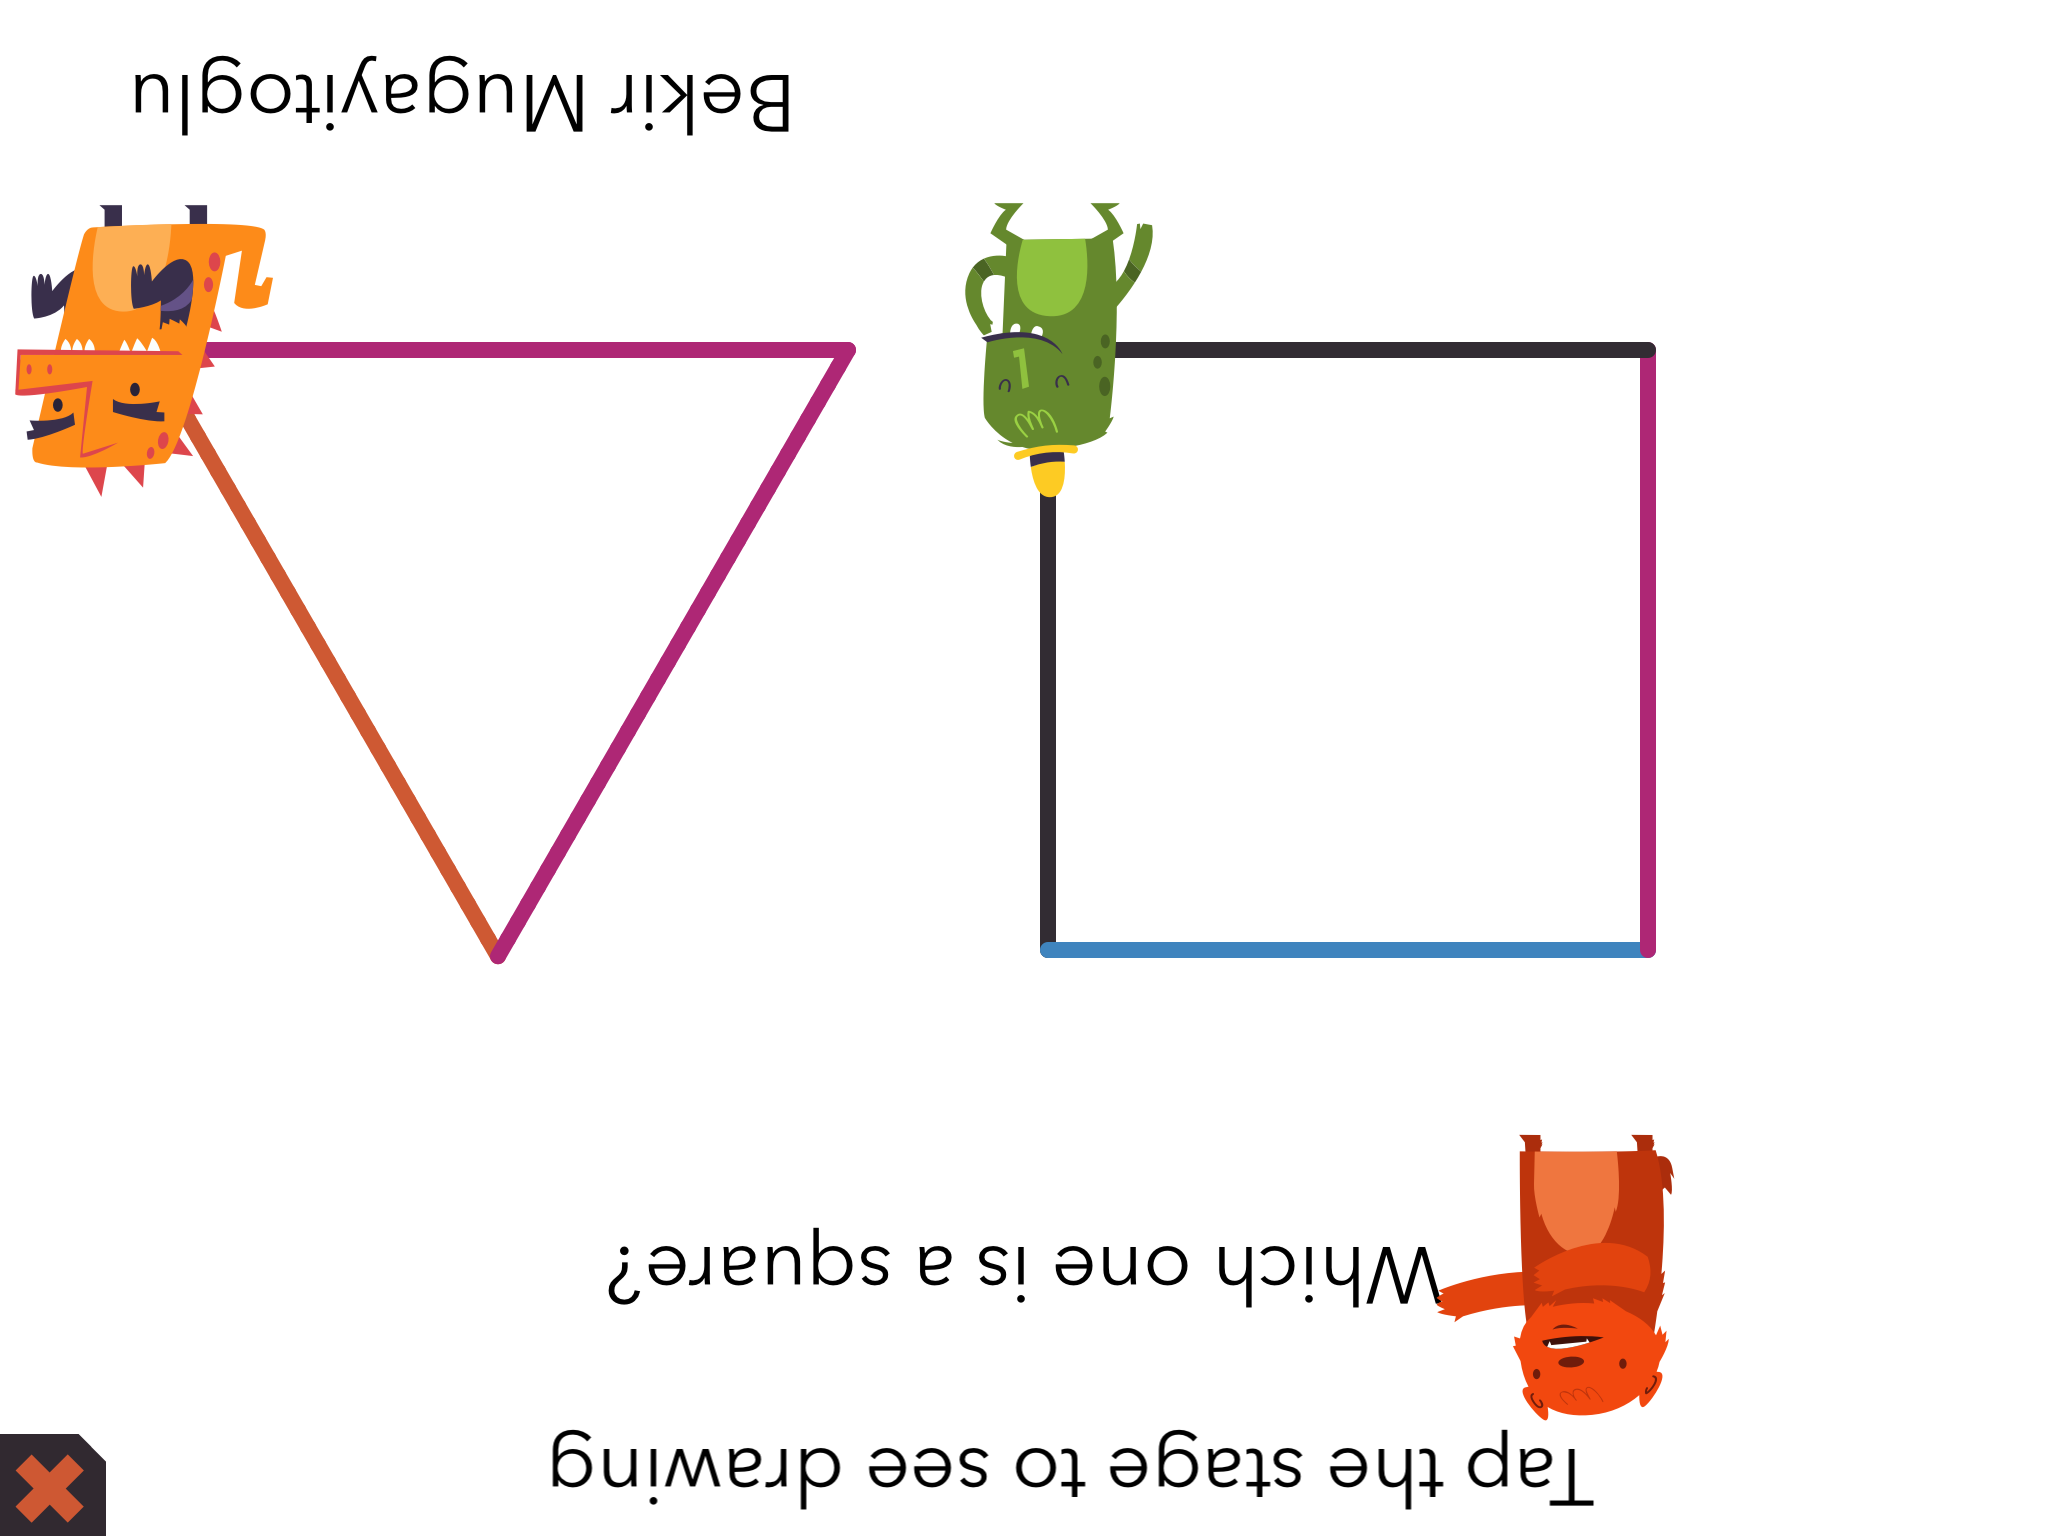 Tap the stage to see drawing
Which one is a square?
Bekir Mugayitoglu